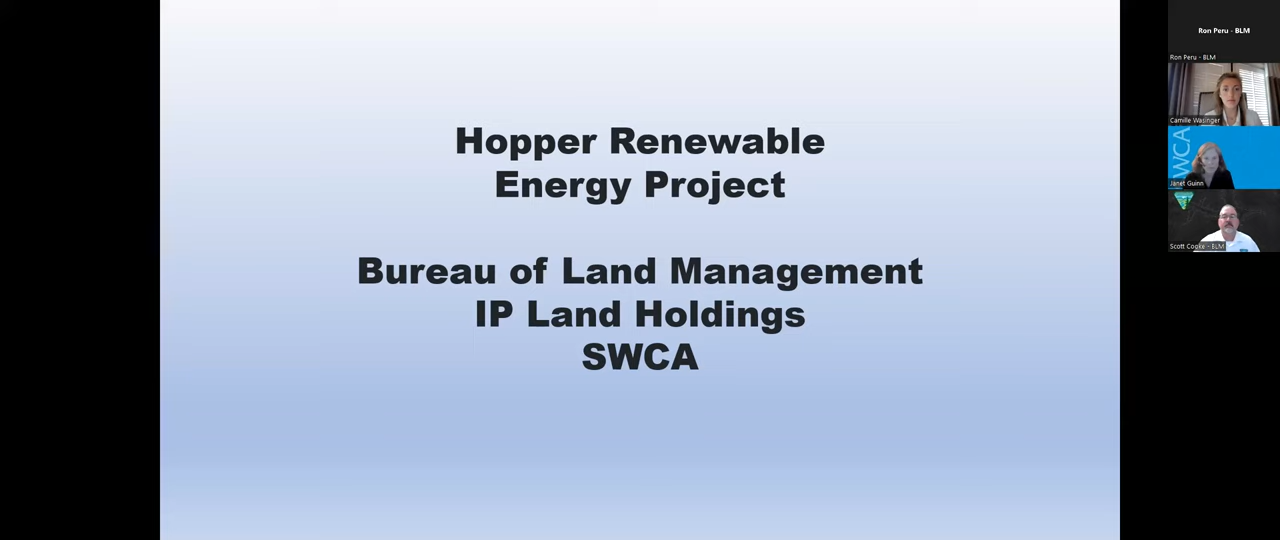 Hopper Renewable
Energy Project
Bureau of Land Management
IP Land Holdings
SWCA
Ron Peru - BLM
Ron Peru - BLM
Camille Wasinger
SWCA
Janet Guinn
Scott Cooke - BLM